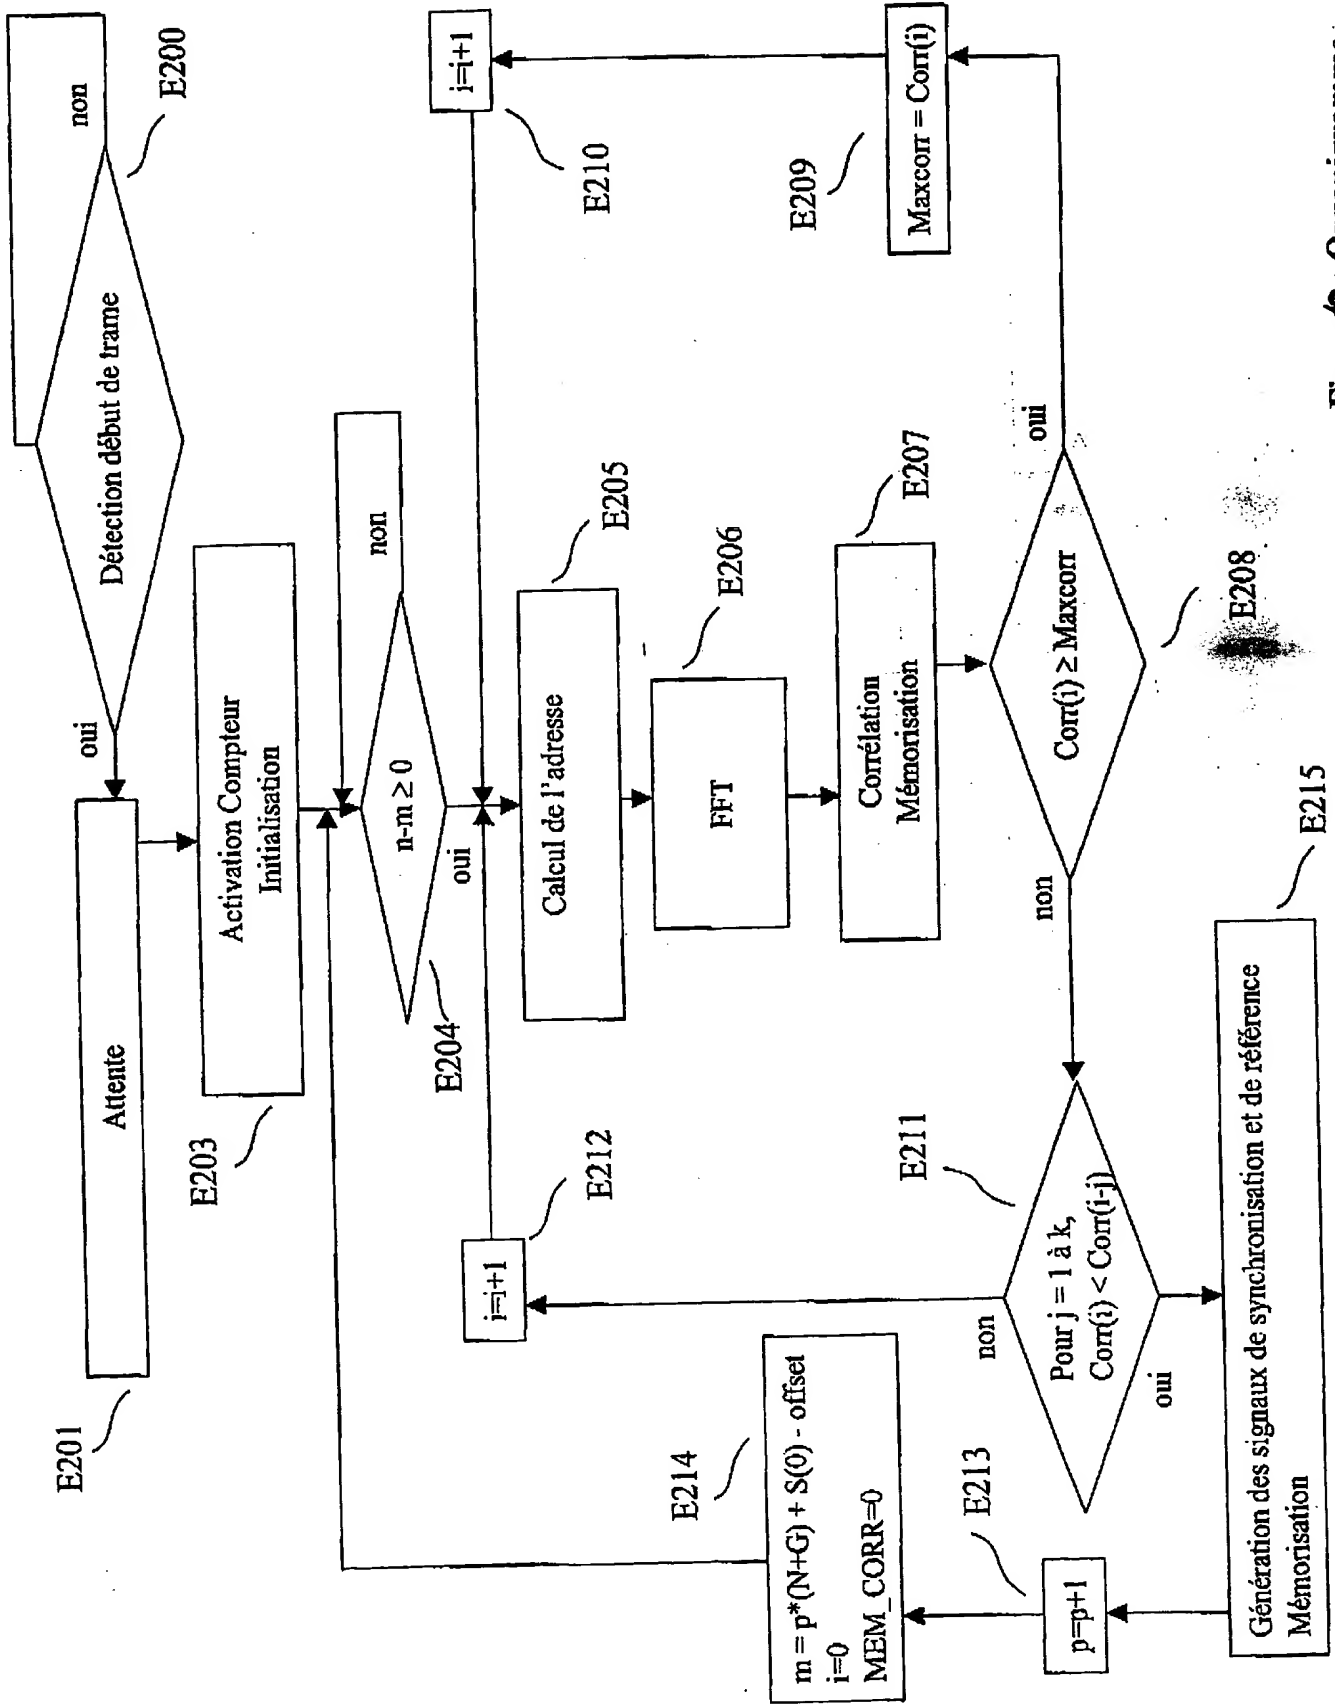 Détection début de trame
non
E200
oui
Attente
E201
Activation Compteur
Initialisation
E203
n-m ≥ 0
non
oui
E204
i=i+1
E210
Calcul de l'adresse
E205
FFT
E206
Corrélation
Mémorisation
E207
Corr(i) ≥ Maxcorr
oui
non
E208
Maxcorr = Corr(i)
E209
Pour j = 1 à k,
Corr(i) < Corr(i-j)
non
oui
E211
i=i+1
E212
Génération des signaux de synchronisation et de référence
Mémorisation
E215
p=p+1
E213
m = p*(N+G) + S(0) - offset
i=0
MEM_CORR=0
E214